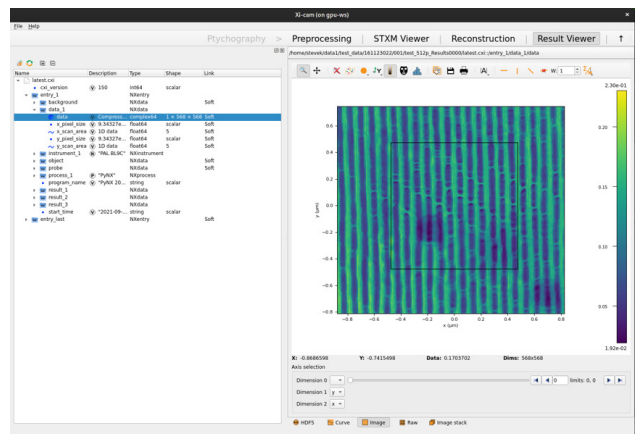 Xi-cam (on gpu-ws)
File Help
Ptychography > Preprocessing | STXM Viewer | Reconstruction | Result Viewer | ↑
/home/stevek/data1/test_data/161123022/001/test_512p_Results0000/latest.cxi::/entry_1/data_1/data
Name Description Type Shape Link
latest.cxi
cxi_version 150 int64 scalar
entry_1 NXentry
background NXdata Soft
data_1 NXdata
data Compress... complex64 1 × 568 × 568 Soft
x_pixel_size 9.34327e... float64 scalar Soft
x_scan_area 1D data float64 5 Soft
y_pixel_size 9.34327e... float64 scalar Soft
y_scan_area 1D data float64 5 Soft
instrument_1 "PAL BL9C" NXinstrument
object NXdata Soft
probe NXdata Soft
process_1 "PyNX" NXprocess
program_name "PyNX 20... string scalar
result_1 NXdata
result_2 NXdata
result_3 NXdata
start_time "2021-09-... string scalar
entry_last NXentry Soft
|A| W: 1
2.30e-01
0.20
0.15
0.10
0.05
1.92e-02
y (μm)
0.6
0.4
0.2
0.0
−0.2
−0.4
−0.6
−0.8
−0.8 −0.6 −0.4 −0.2 0.0 0.2 0.4 0.6 0.8
x (μm)
X: -0.8686598 Y: -0.7415498 Data: 0.1703702 Dims: 568x568
Axis selection
Dimension 0 0 limits: 0, 0
Dimension 1 y
Dimension 2 x
HDF5 Curve Image Raw Image stack